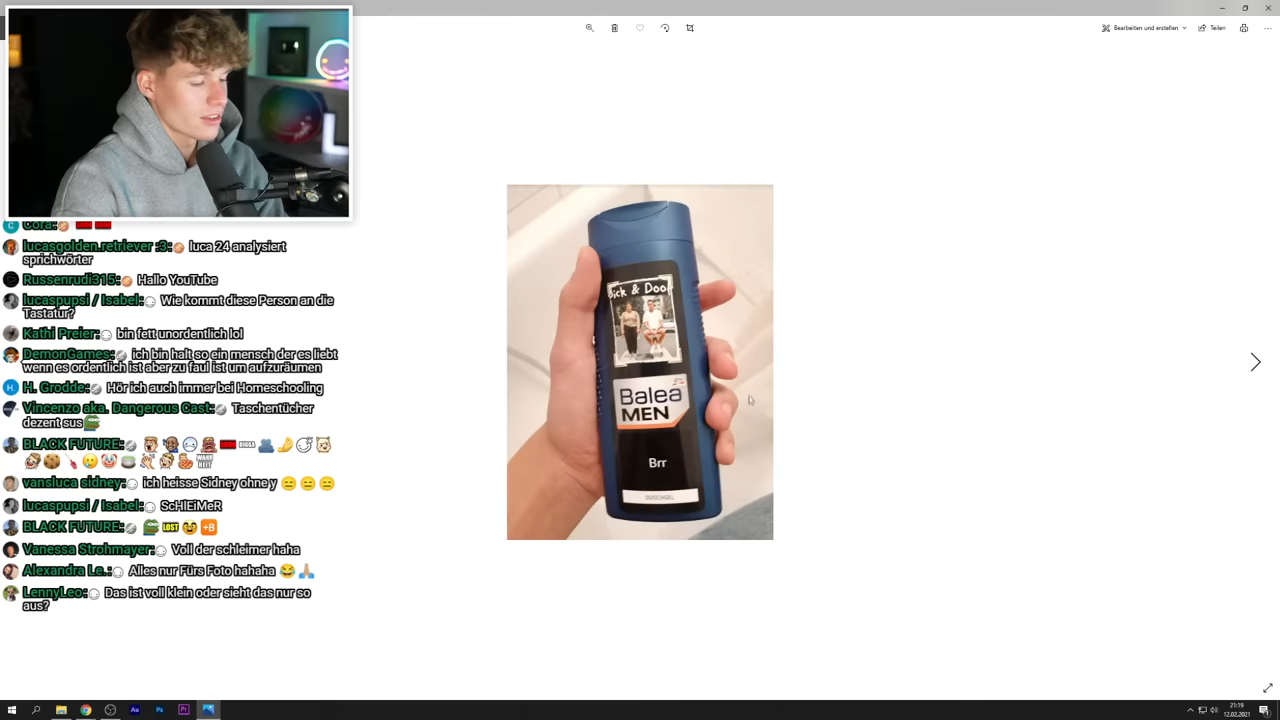 Bearbeiten und erstellen
Teilen
Cora:
lucasgolden.retriever :3: luca 24 analysiert
sprichwörter
Russenrudi315: Hallo YouTube
lucaspupsi / Isabel: Wie kommt diese Person an die
Tastatur?
Kathi Preier: bin fett unordentlich lol
DemonGames: ich bin halt so ein mensch der es liebt
wenn es ordentlich ist aber zu faul ist um aufzuräumen
H. Grodde: Hör ich auch immer bei Homeschooling
Vincenzo aka. Dangerous Cast: Taschentücher
dezent sus
BLACK FUTURE:
vansluca sidney: ich heisse Sidney ohne y
lucaspupsi / Isabel: ScHlEiMeR
BLACK FUTURE: LOST +B
Vanessa Strohmayer: Voll der schleimer haha
Alexandra Le.: Alles nur Fürs Foto hahaha
LennyLeo: Das ist voll klein oder sieht das nur so
aus?
Dick & Doof
Balea
MEN
Brr
DUSCHGEL
21:19
12.02.2021